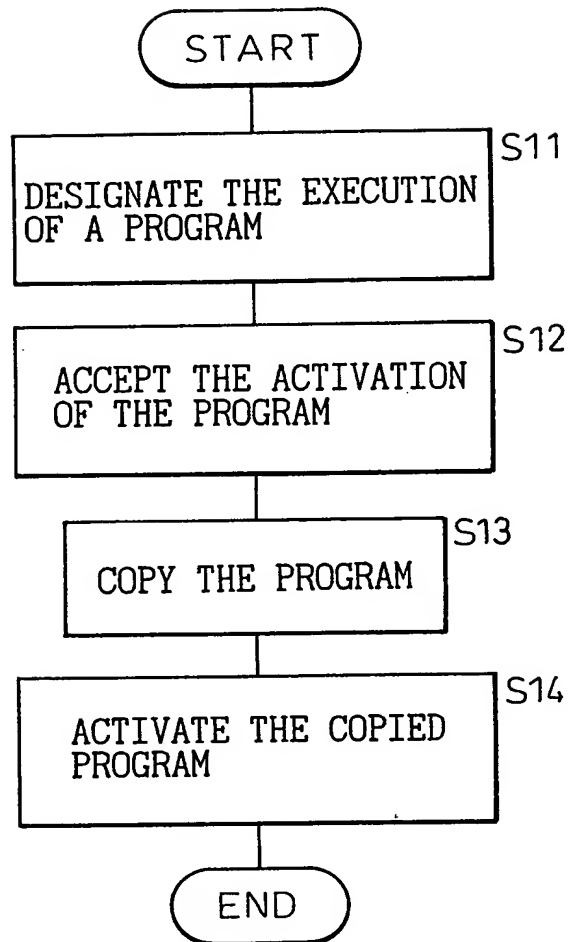 START
S11
DESIGNATE THE EXECUTION
OF A PROGRAM
S12
ACCEPT THE ACTIVATION
OF THE PROGRAM
S13
COPY THE PROGRAM
S14
ACTIVATE THE COPIED
PROGRAM
END